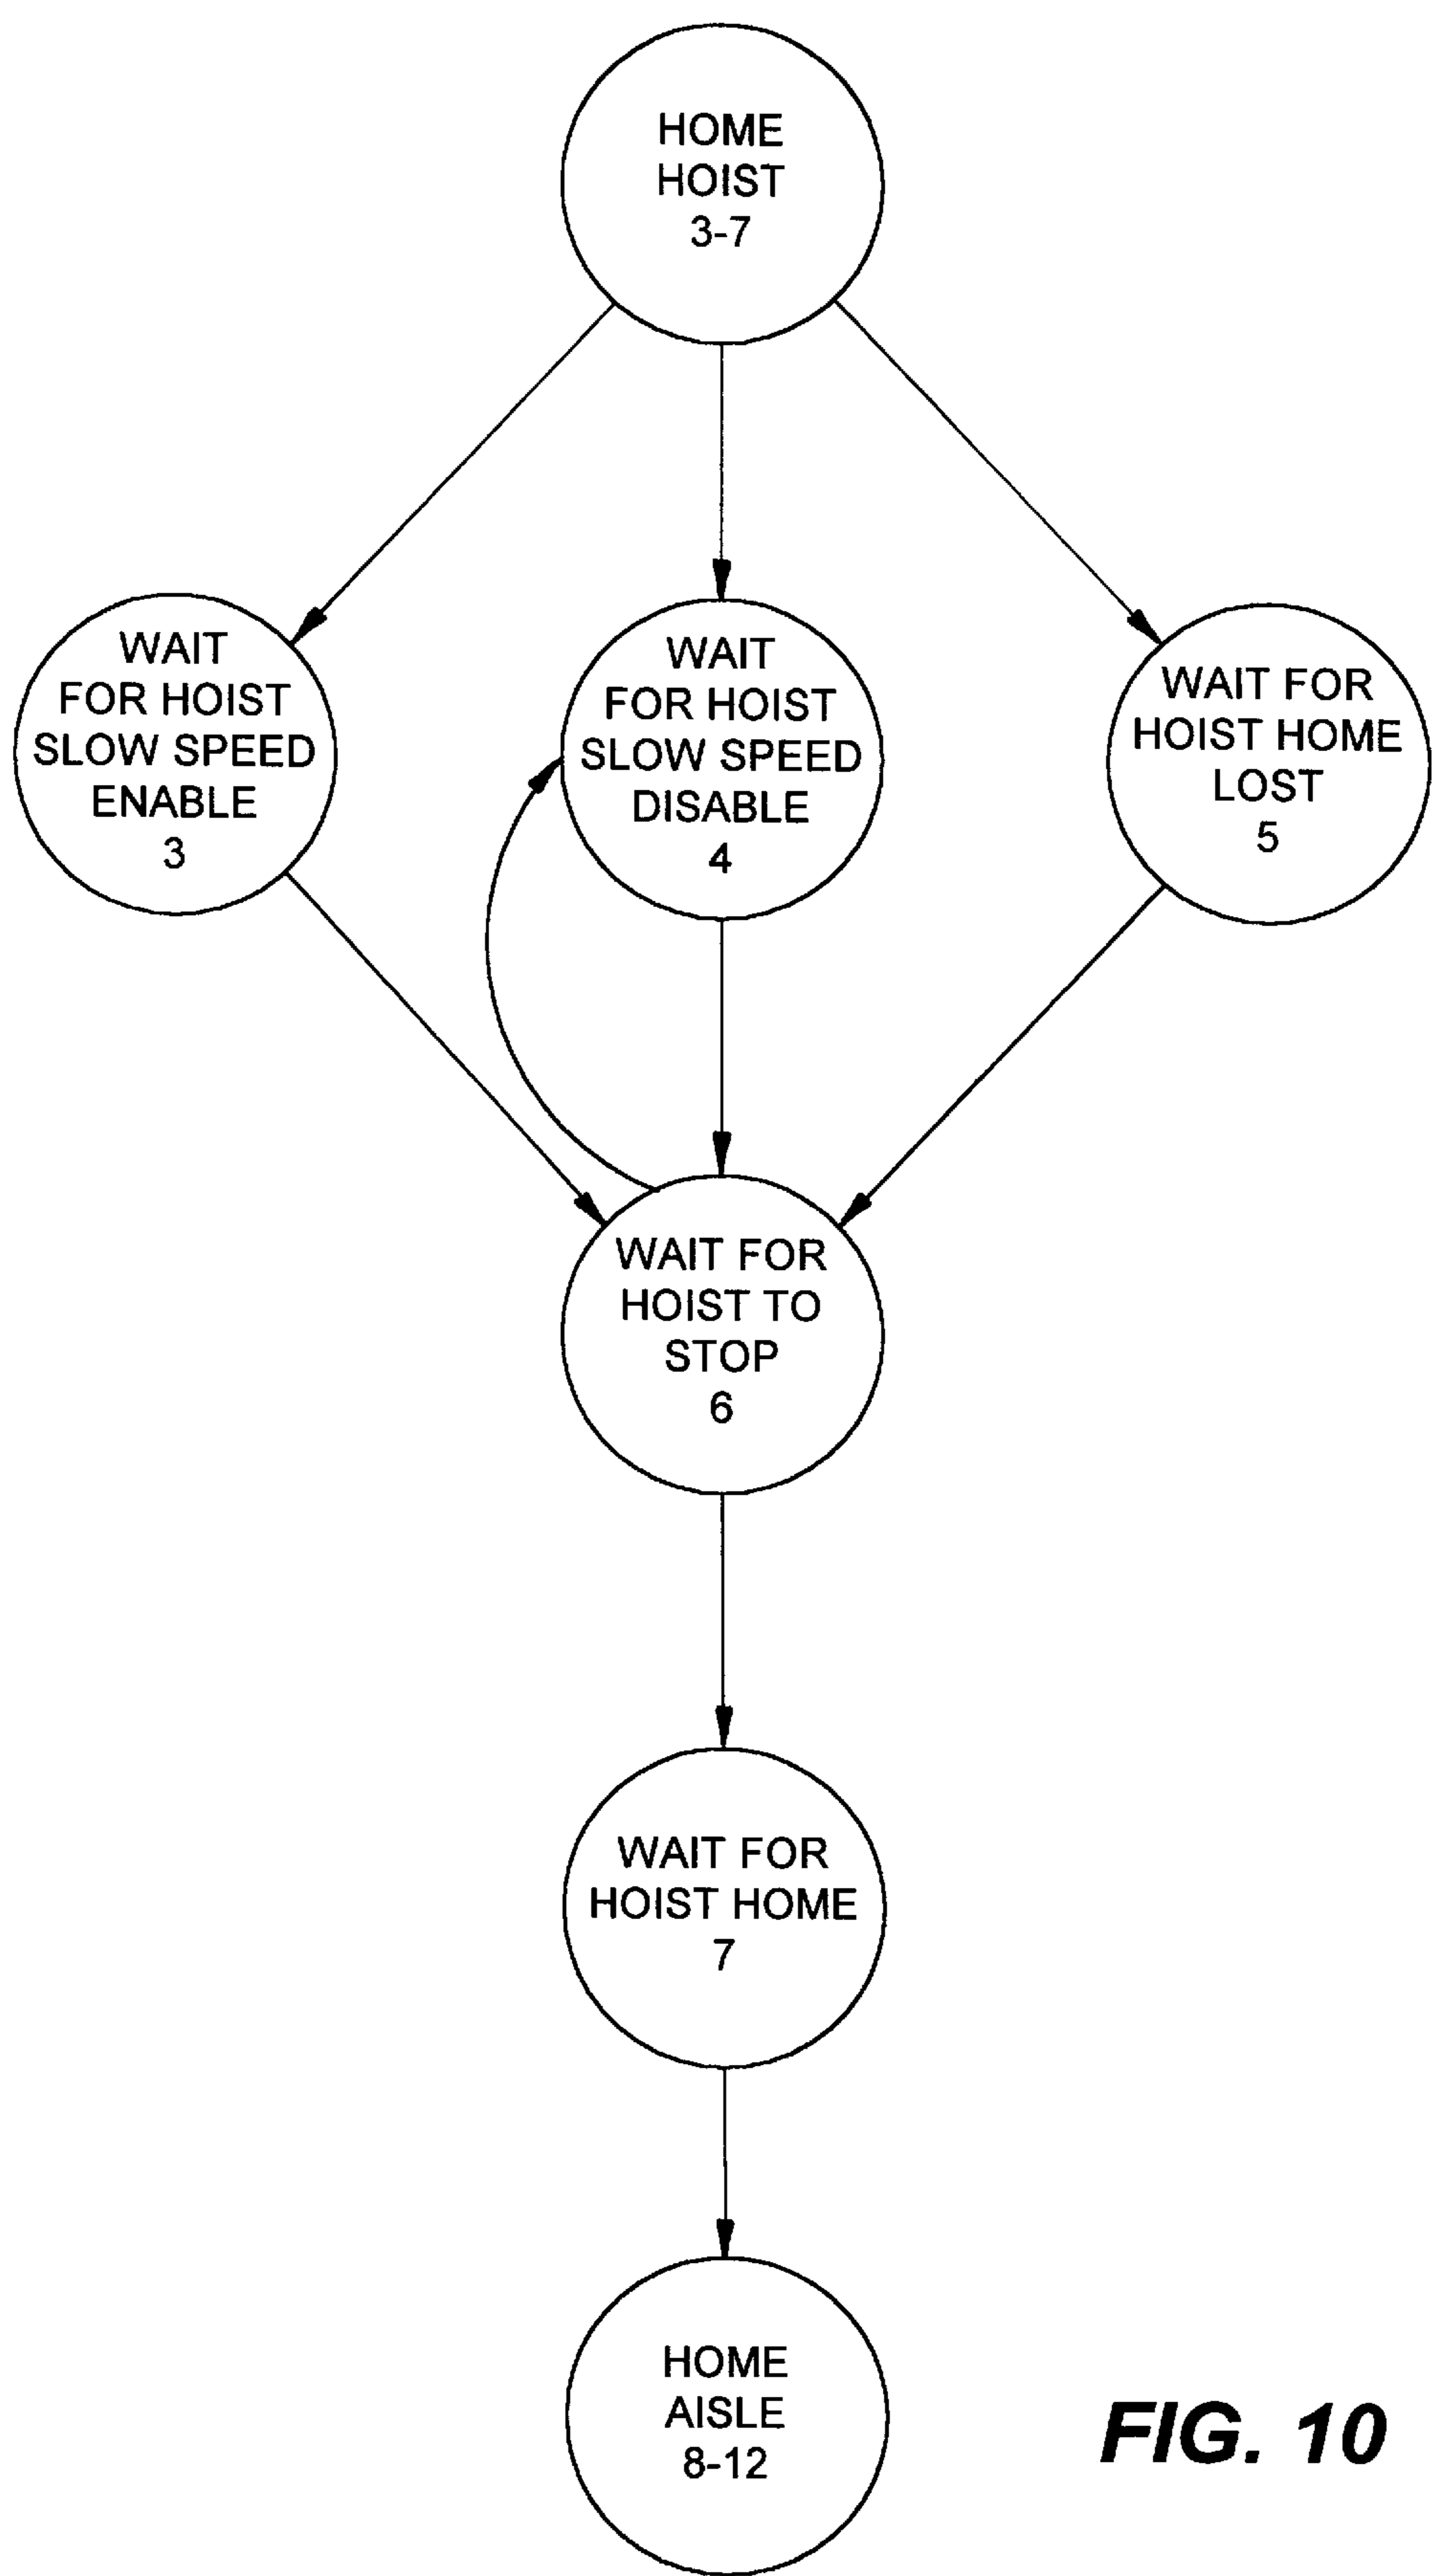 HOME
HOIST
3-7
WAIT
FOR HOIST
SLOW SPEED
ENABLE
3
WAIT
FOR HOIST
SLOW SPEED
DISABLE
4
WAIT FOR
HOIST HOME
LOST
5
WAIT FOR
HOIST TO
STOP
6
WAIT FOR
HOIST HOME
7
HOME
AISLE
8-12
FIG. 10